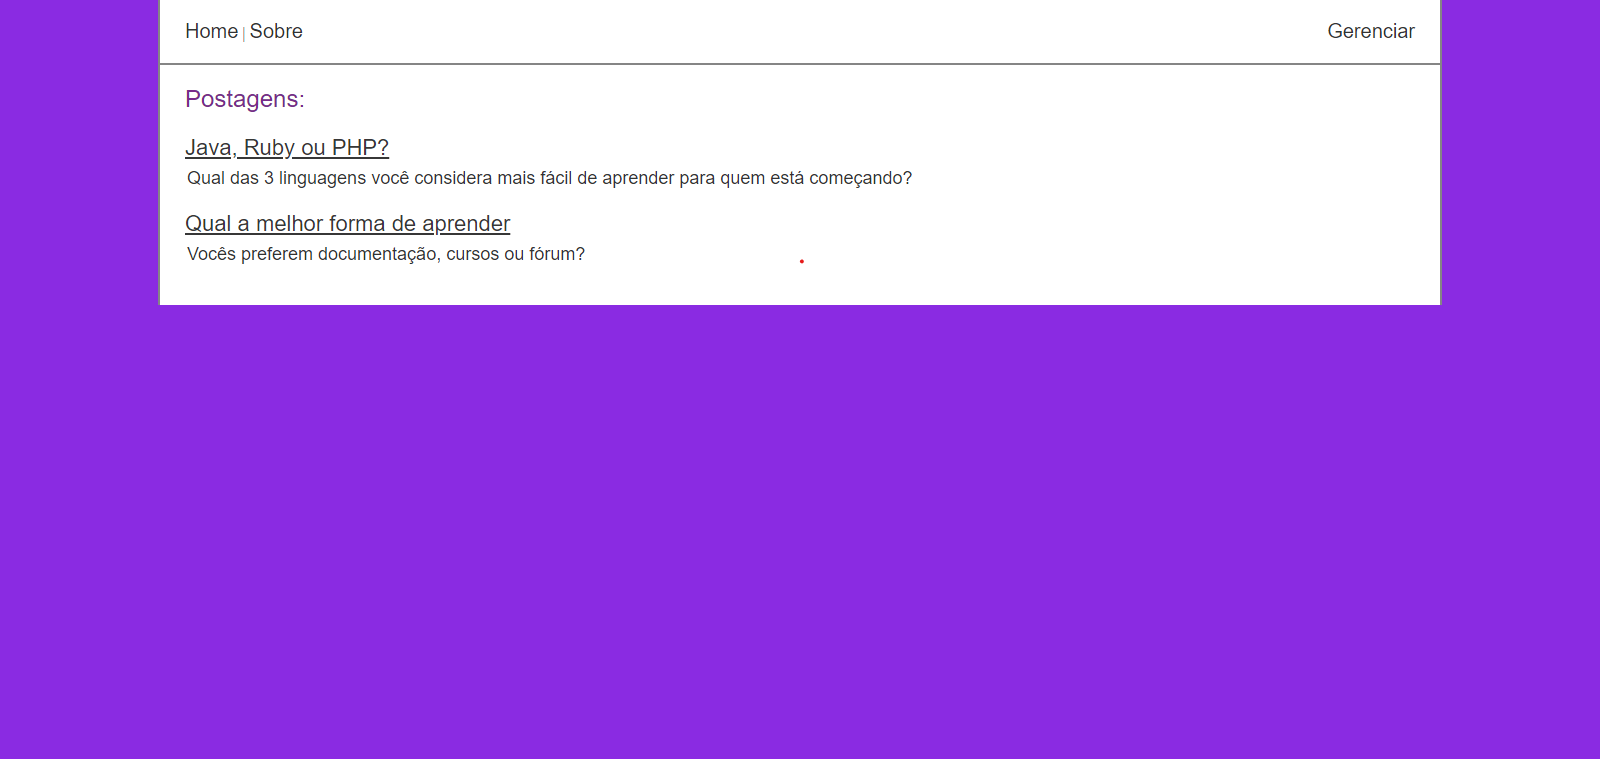 Home | Sobre Gerenciar
Postagens:
Java, Ruby ou PHP?
Qual das 3 linguagens você considera mais fácil de aprender para quem está começando?
Qual a melhor forma de aprender
Vocês preferem documentação, cursos ou fórum?